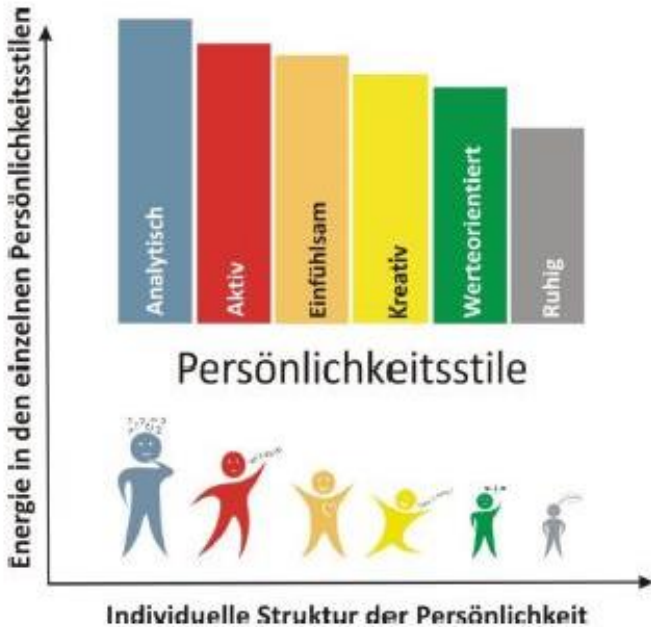 Energie in den einzelnen Persönlichkeitsstilen
Analytisch
Aktiv
Einfühlsam
Kreativ
Werteorientiert
Ruhig
Persönlichkeitsstile
Individuelle Struktur der Persönlichkeit